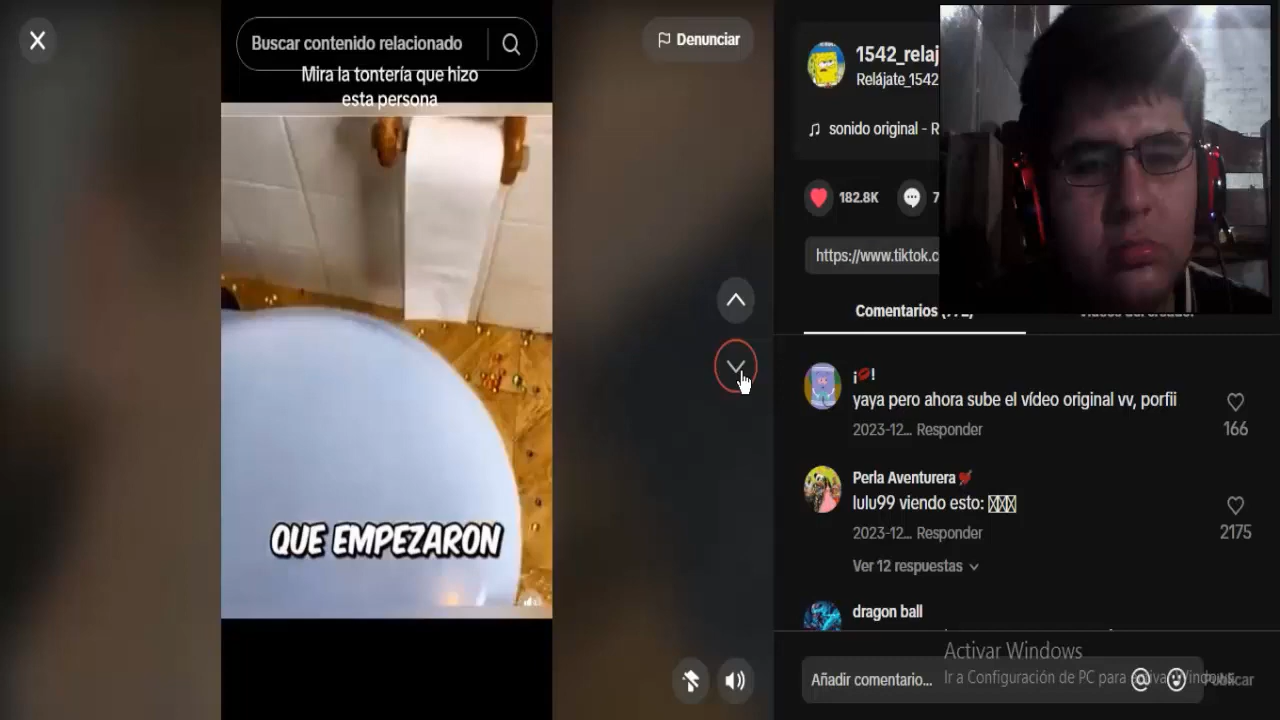 Buscar contenido relacionado
Denunciar
Mira la tontería que hizo
esta persona
QUE EMPEZARON
1542_relaj
Relájate_1542
sonido original - R
182.8K
7
https://www.tiktok.c
Comentarios
¡💋!
yaya pero ahora sube el vídeo original vv, porfii
2023-12... Responder
166
Perla Aventurera💘
lulu99 viendo esto:
2023-12... Responder
2175
Ver 12 respuestas
dragon ball
Activar Windows
Ir a Configuración de PC para activar Windows.
Añadir comentario...
Publicar